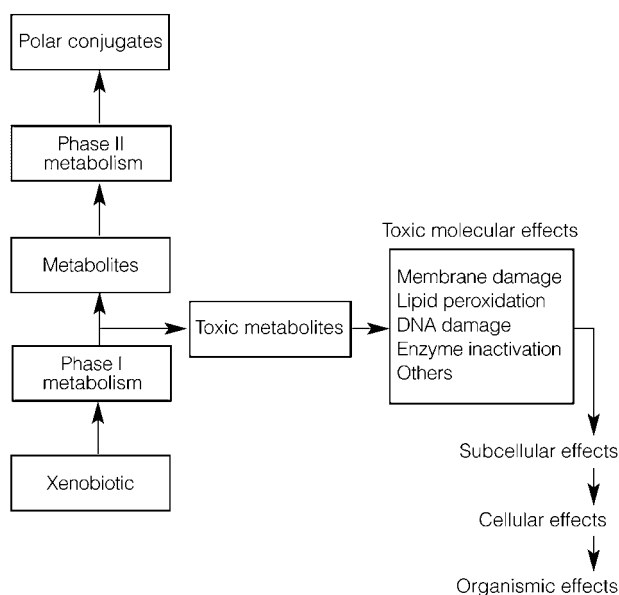 Polar conjugates
Phase II
metabolism
Metabolites
Phase I
metabolism
Xenobiotic
Toxic metabolites
Toxic molecular effects
Membrane damage
Lipid peroxidation
DNA damage
Enzyme inactivation
Others
Subcellular effects
Cellular effects
Organismic effects